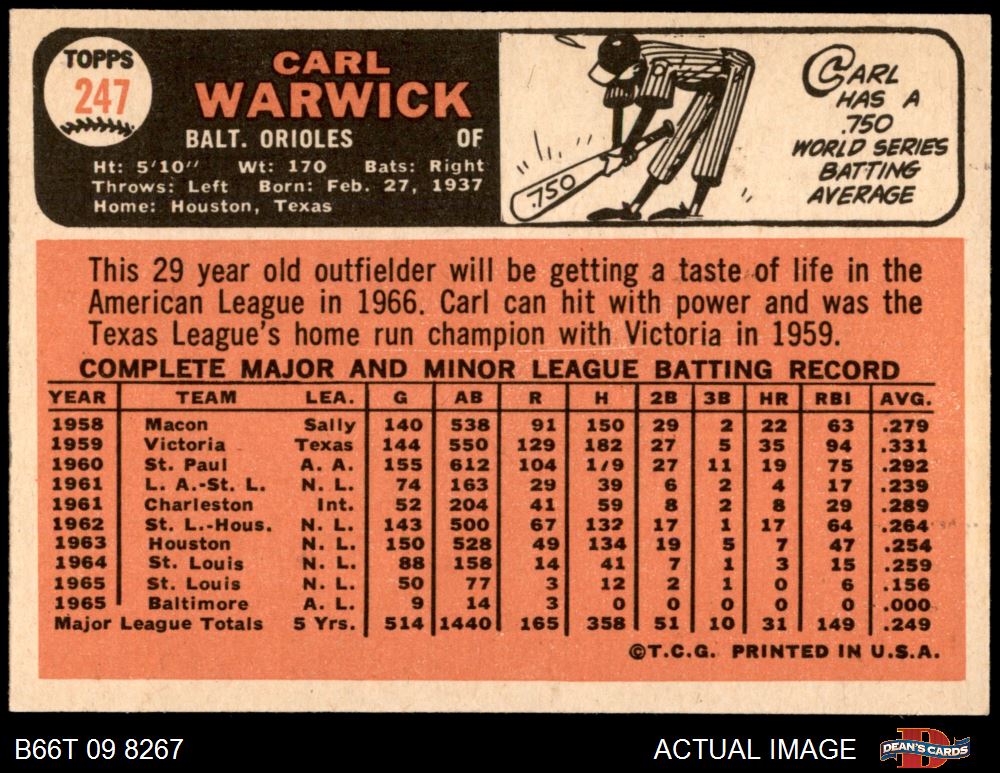 TOPPS
247
CARL
WARWICK
BALT. ORIOLES OF
Ht: 5'10" Wt: 170 Bats: Right
Throws: Left Born: Feb. 27, 1937
Home: Houston, Texas
.750
CARL
HAS A
.750
WORLD SERIES
BATTING
AVERAGE
This 29 year old outfielder will be getting a taste of life in the
American League in 1966. Carl can hit with power and was the
Texas League's home run champion with Victoria in 1959.
COMPLETE MAJOR AND MINOR LEAGUE BATTING RECORD
YEAR TEAM LEA. G AB R H 2B 3B HR RBI AVG.
1958 Macon Sally 140 538 91 150 29 2 22 63 .279
1959 Victoria Texas 144 550 129 182 27 5 35 94 .331
1960 St. Paul A. A. 155 612 104 1/9 27 11 19 75 .292
1961 L. A.-St. L. N. L. 74 163 29 39 6 2 4 17 .239
1961 Charleston Int. 52 204 41 59 8 2 8 29 .289
1962 St. L.-Hous. N. L. 143 500 67 132 17 1 17 64 .264
1963 Houston N. L. 150 528 49 134 19 5 7 47 .254
1964 St. Louis N. L. 88 158 14 41 7 1 3 15 .259
1965 St. Louis N. L. 50 77 3 12 2 1 0 6 .156
1965 Baltimore A. L. 9 14 3 0 0 0 0 0 .000
Major League Totals 5 Yrs. 514 1440 165 358 51 10 31 149 .249
©T.C.G. PRINTED IN U.S.A.
B66T 09 8267 ACTUAL IMAGE DEAN'S CARDS